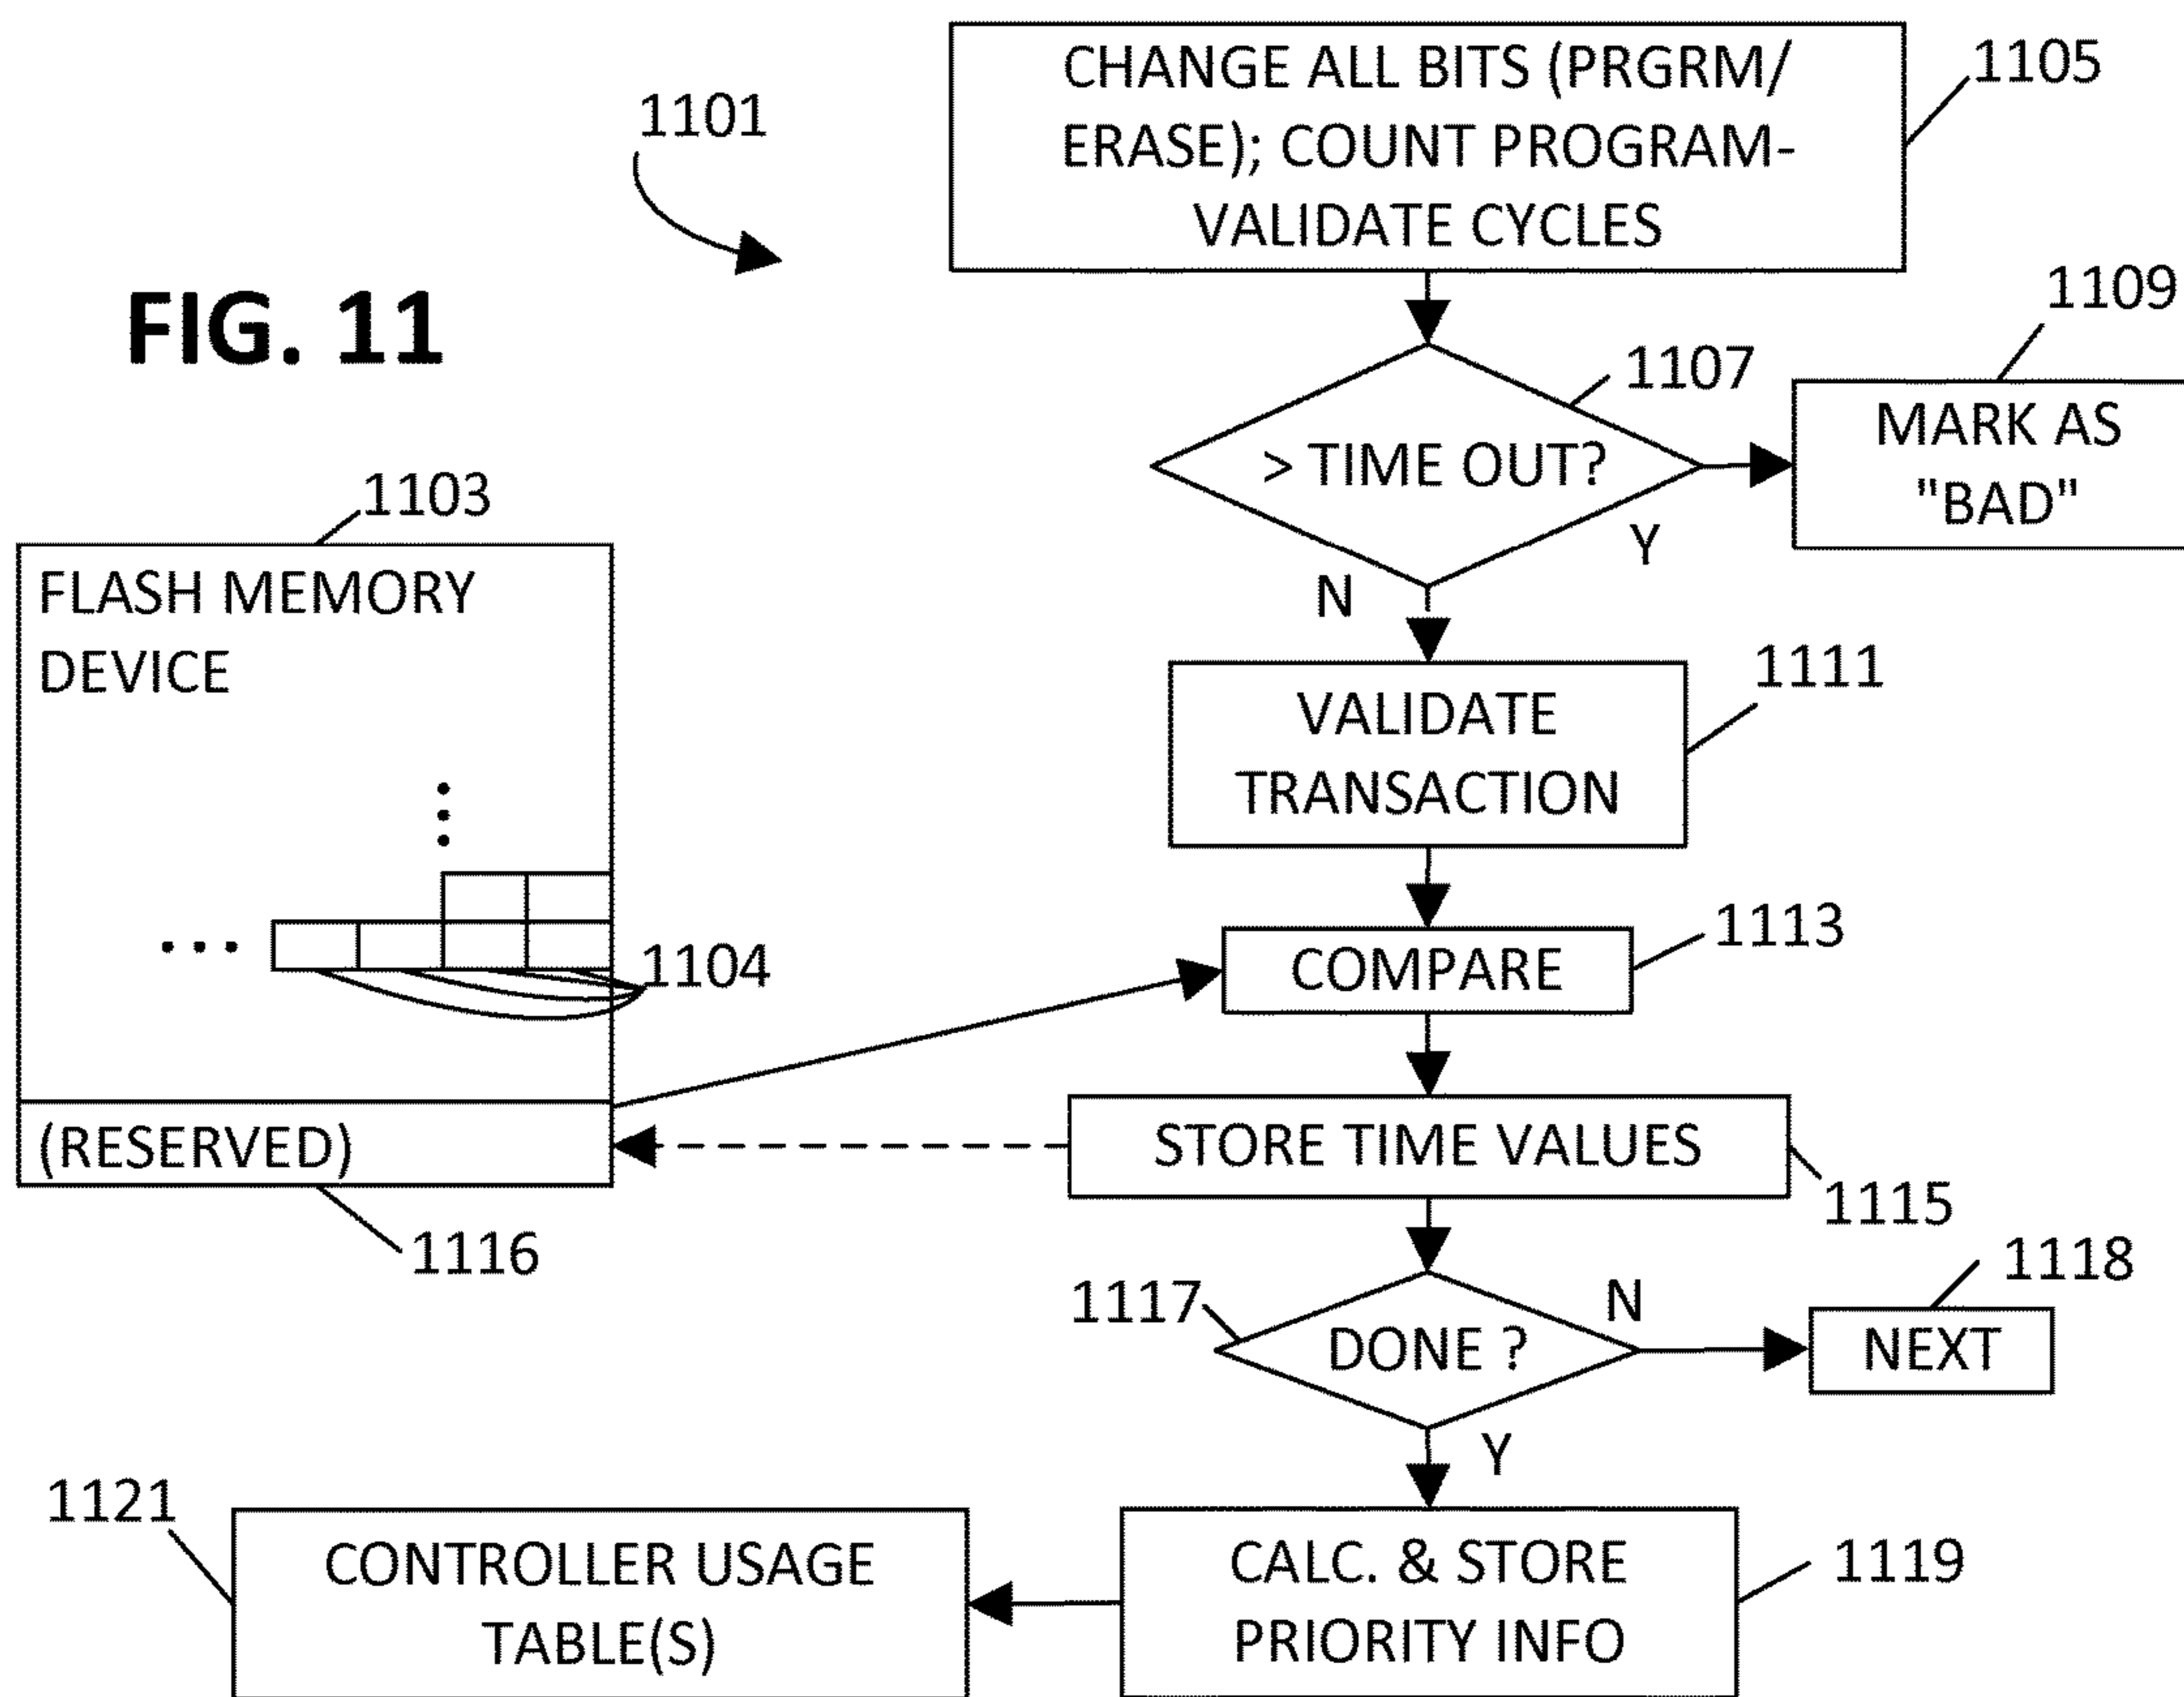 CHANGE ALL BITS (PRGRM/
ERASE); COUNT PROGRAM-
VALIDATE CYCLES
1105
1101
FIG. 11
1109
1107
> TIME OUT?
MARK AS
"BAD"
Y
N
1103
FLASH MEMORY
DEVICE
1111
VALIDATE
TRANSACTION
1104
1113
COMPARE
(RESERVED)
STORE TIME VALUES
1115
1116
1118
1117
N
DONE ?
NEXT
Y
1121
CONTROLLER USAGE
TABLE(S)
CALC. & STORE
PRIORITY INFO
1119